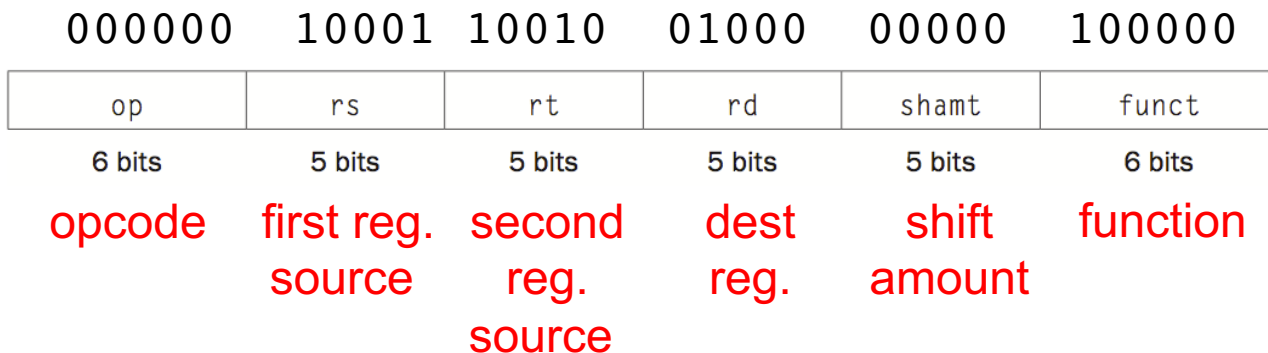 000000 10001 10010 01000 00000 100000
op rs rt rd shamt funct
6 bits 5 bits 5 bits 5 bits 5 bits 6 bits
opcode first reg. second dest shift function
source reg. reg. amount
source